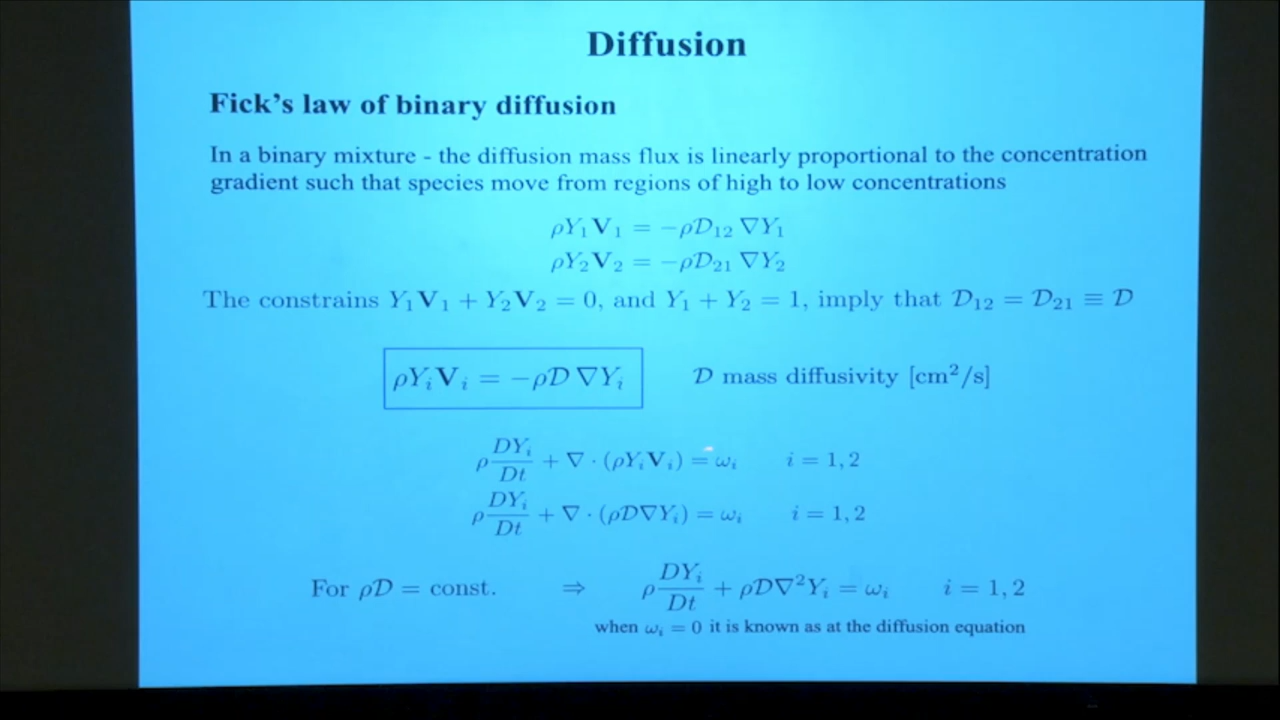 Diffusion
Fick's law of binary diffusion
In a binary mixture - the diffusion mass flux is linearly proportional to the concentration
gradient such that species move from regions of high to low concentrations
ρY₁V₁ = −ρ𝒟₁₂ ∇Y₁
ρY₂V₂ = −ρ𝒟₂₁ ∇Y₂
The constrains Y₁V₁ + Y₂V₂ = 0, and Y₁ + Y₂ = 1, imply that 𝒟₁₂ = 𝒟₂₁ ≡ 𝒟
ρYᵢVᵢ = −ρ𝒟 ∇Yᵢ 𝒟 mass diffusivity [cm²/s]
ρ DYᵢ/Dt + ∇ · (ρYᵢVᵢ) = ωᵢ i = 1, 2
ρ DYᵢ/Dt + ∇ · (ρ𝒟∇Yᵢ) = ωᵢ i = 1, 2
For ρ𝒟 = const. ⇒ ρ DYᵢ/Dt + ρ𝒟∇²Yᵢ = ωᵢ i = 1, 2
when ωᵢ = 0 it is known as at the diffusion equation